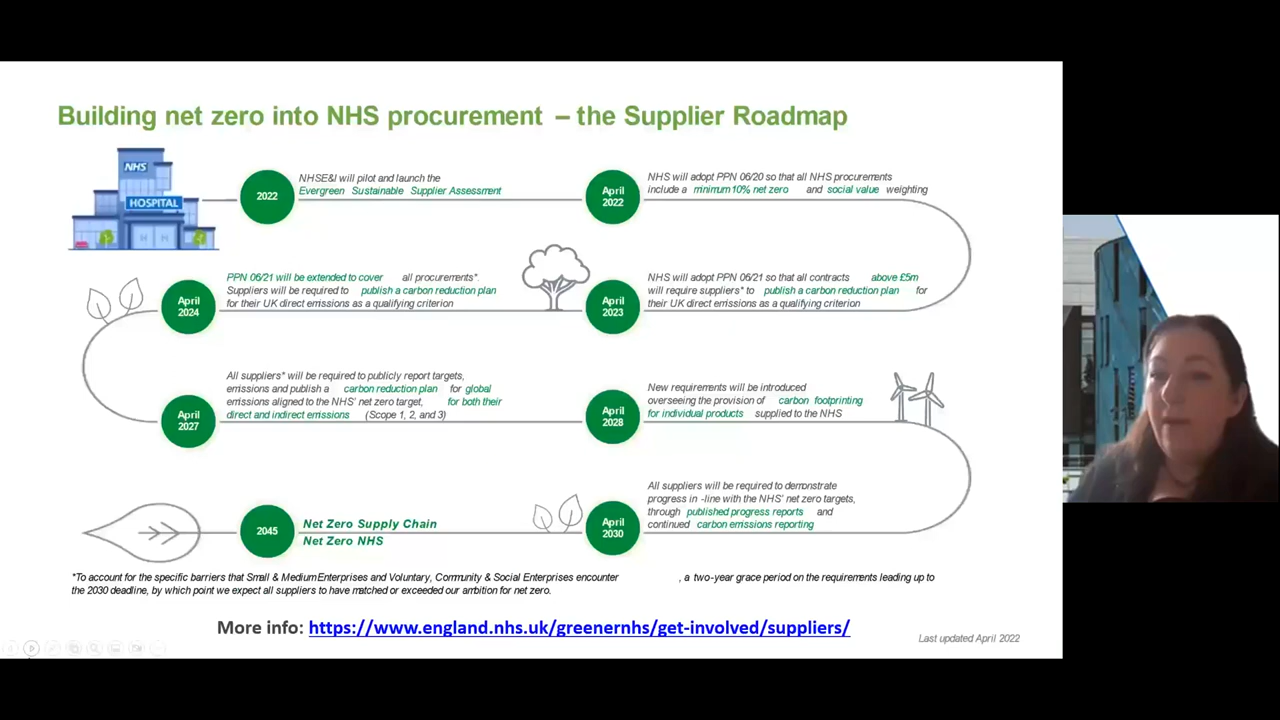 Building net zero into NHS procurement – the Supplier Roadmap
NHS
HOSPITAL
2022
NHSE&I will pilot and launch the
Evergreen Sustainable Supplier Assessment
April
2022
NHS will adopt PPN 06/20 so that all NHS procurements
include a minimum10% net zero and social value weighting
April
2024
PPN 06/21 will be extended to cover all procurements*.
Suppliers will be required to publish a carbon reduction plan
for their UK direct emissions as a qualifying criterion
April
2023
NHS will adopt PPN 06/21 so that all contracts above £5m
will require suppliers* to publish a carbon reduction plan for
their UK direct emissions as a qualifying criterion
April
2027
All suppliers* will be required to publicly report targets,
emissions and publish a carbon reduction plan for global
emissions aligned to the NHS' net zero target, for both their
direct and indirect emissions (Scope 1, 2, and 3)
April
2028
New requirements will be introduced
overseeing the provision of carbon footprinting
for individual products supplied to the NHS
2045
Net Zero Supply Chain
Net Zero NHS
April
2030
All suppliers will be required to demonstrate
progress in -line with the NHS' net zero targets,
through published progress reports and
continued carbon emissions reporting
*To account for the specific barriers that Small & Medium Enterprises and Voluntary, Community & Social Enterprises encounter , a two-year grace period on the requirements leading up to
the 2030 deadline, by which point we expect all suppliers to have matched or exceeded our ambition for net zero.
More info: https://www.england.nhs.uk/greenernhs/get-involved/suppliers/
Last updated April 2022